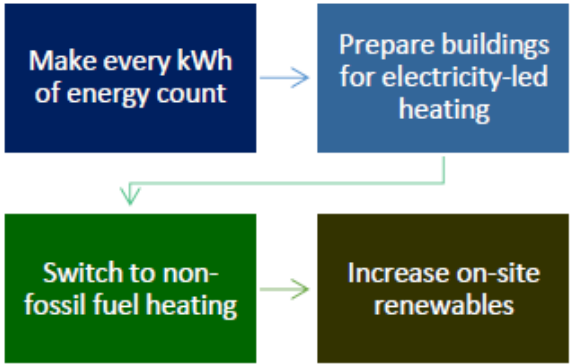 Make every kWh
of energy count
Prepare buildings
for electricity-led
heating
Switch to non-
fossil fuel heating
Increase on-site
renewables